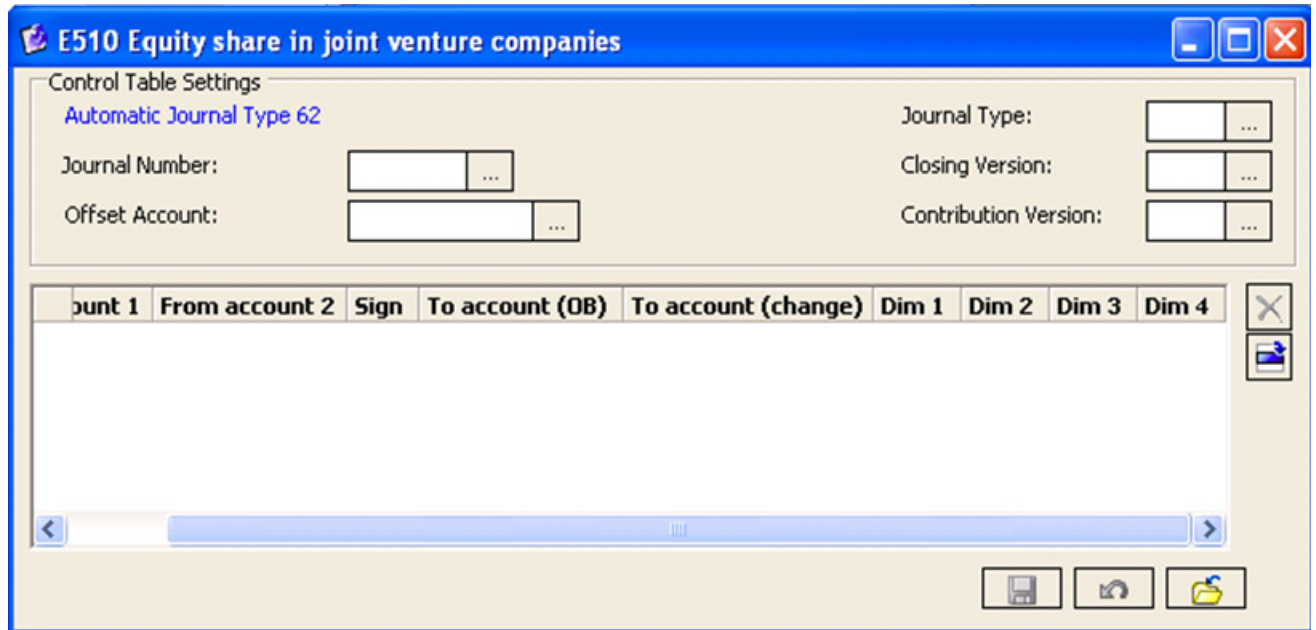 E510 Equity share in joint venture companies
Control Table Settings
Automatic Journal Type 62
Journal Type: ...
Journal Number: ...
Closing Version: ...
Offset Account: ...
Contribution Version: ...
ount 1 From account 2 Sign To account (OB) To account (change) Dim 1 Dim 2 Dim 3 Dim 4